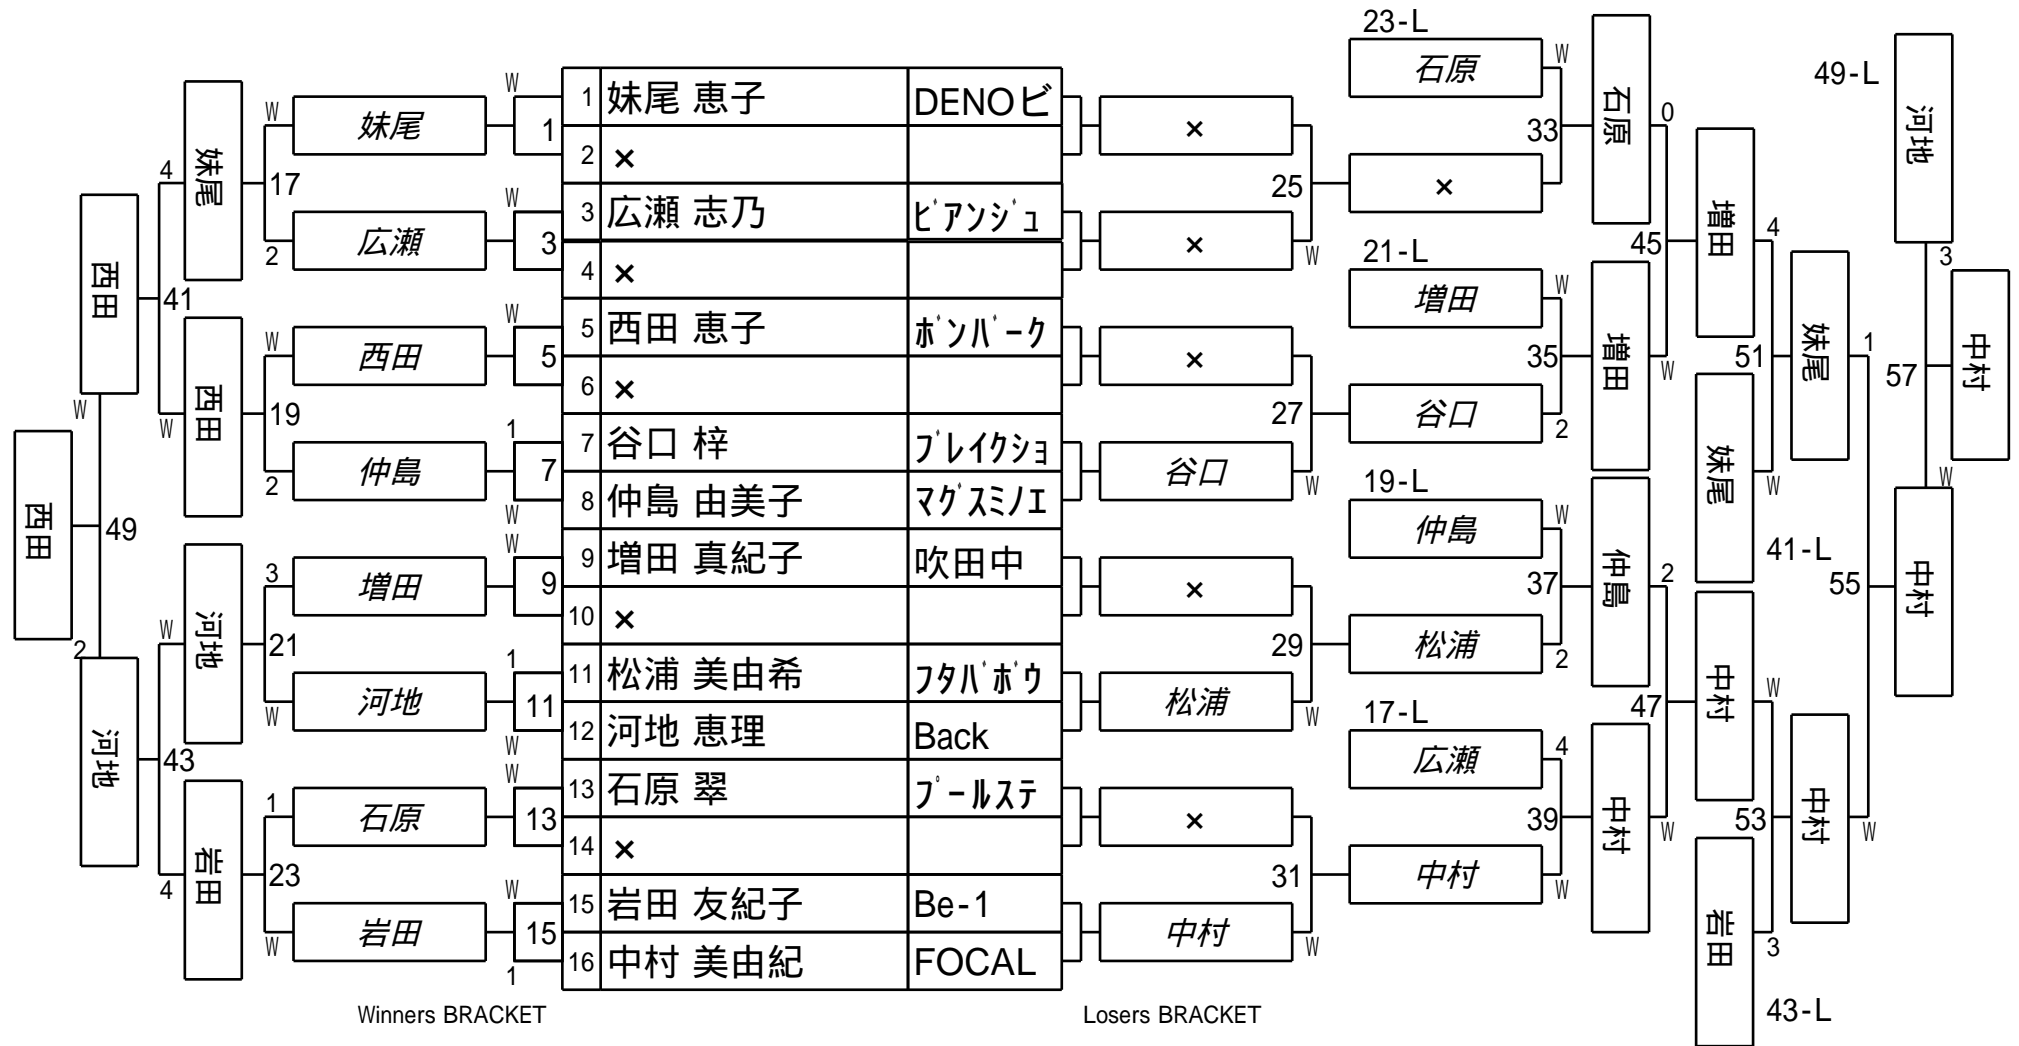 23-L
石原
W
49-L
河地
石原
0
33
×
W
1 妹尾 恵子 DENOビ
2 ×
3 広瀬 志乃 ビアンジュ
4 ×
5 西田 恵子 ボンバーク
6 ×
7 谷口 梓 ブレイクショ
8 仲島 由美子 マグスミノエ
9 増田 真紀子 吹田中
10 ×
11 松浦 美由希 フタバボウ
12 河地 恵理 Back
13 石原 翠 プールステ
14 ×
15 岩田 友紀子 Be-1
16 中村 美由紀 FOCAL
W
妹尾
1
W
広瀬
3
W
西田
5
1
仲島
7
W
W
増田
9
1
河地
11
W
W
石原
13
W
岩田
15
1
W
妹尾
17
2
4
W
西田
19
2
W
3
河地
21
W
W
1
岩田
23
W
4
西田
41
W
河地
43
2
西田
49
×
25
×
W
×
27
谷口
W
×
29
松浦
W
×
31
中村
W
21-L
増田
W
35
谷口
2
増田
W
45
19-L
仲島
W
37
松浦
2
仲島
2
17-L
広瀬
4
39
中村
W
中村
W
47
増田
4
51
妹尾
W
41-L
中村
W
53
岩田
3
43-L
妹尾
1
55
中村
W
3
57
中村
W
中村
Winners BRACKET
Losers BRACKET